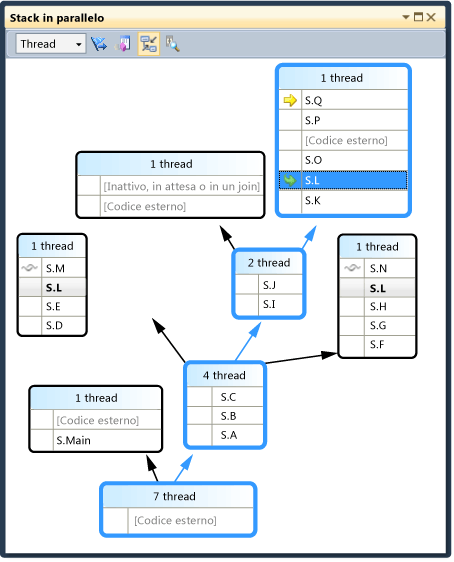 Stack in parallelo
Thread
1 thread
S.Q
S.P
[Codice esterno]
S.O
S.L
S.K
1 thread
[Inattivo, in attesa o in un join]
[Codice esterno]
1 thread
S.M
S.L
S.E
S.D
2 thread
S.J
S.I
1 thread
S.N
S.L
S.H
S.G
S.F
4 thread
S.C
S.B
S.A
1 thread
[Codice esterno]
S.Main
7 thread
[Codice esterno]